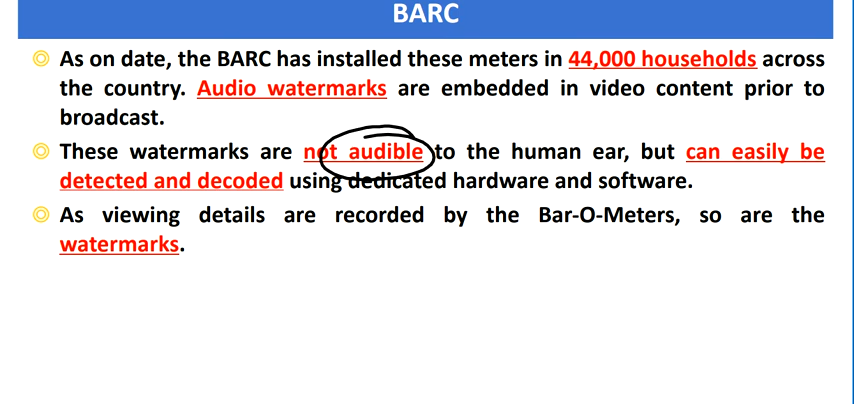 BARC
As on date, the BARC has installed these meters in 44,000 households across
the country. Audio watermarks are embedded in video content prior to
broadcast.
These watermarks are not audible to the human ear, but can easily be
detected and decoded using dedicated hardware and software.
As viewing details are recorded by the Bar-O-Meters, so are the
watermarks.